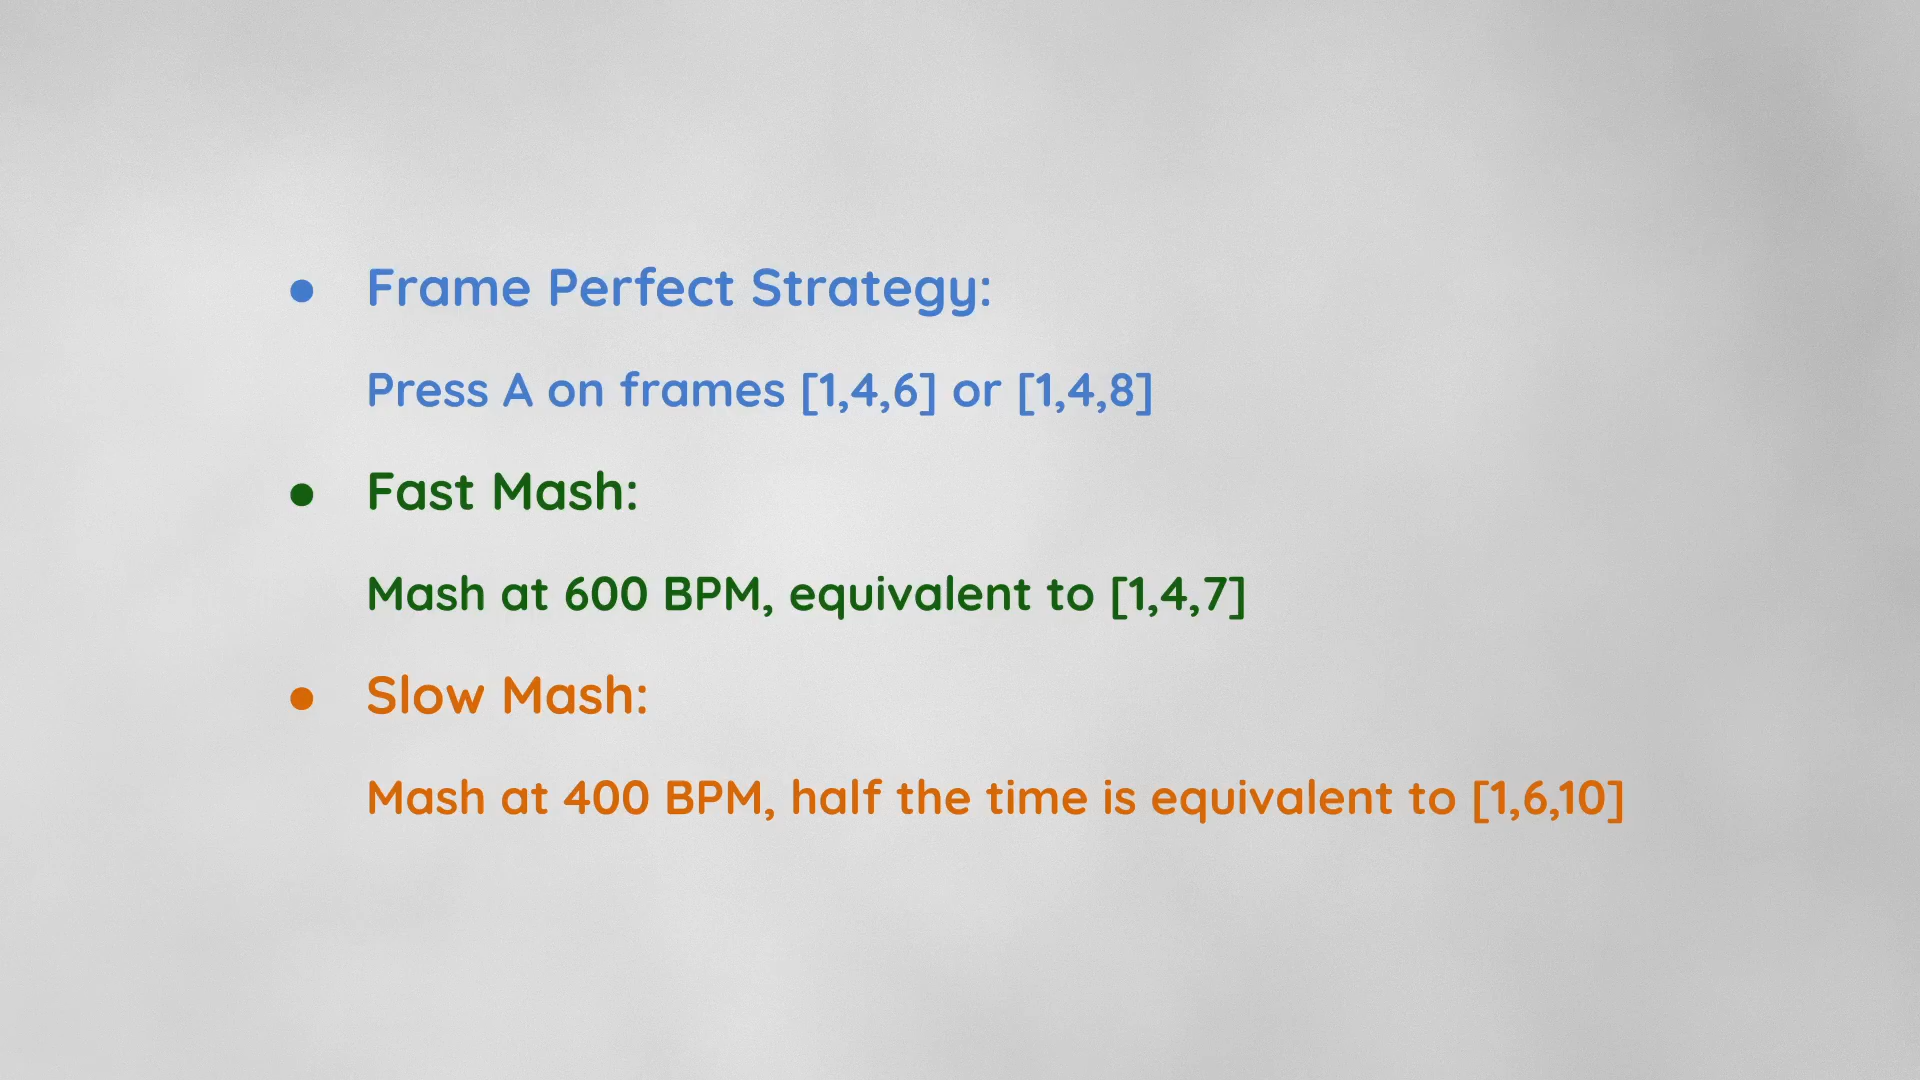 ● Frame Perfect Strategy:
Press A on frames [1,4,6] or [1,4,8]
● Fast Mash:
Mash at 600 BPM, equivalent to [1,4,7]
● Slow Mash:
Mash at 400 BPM, half the time is equivalent to [1,6,10]